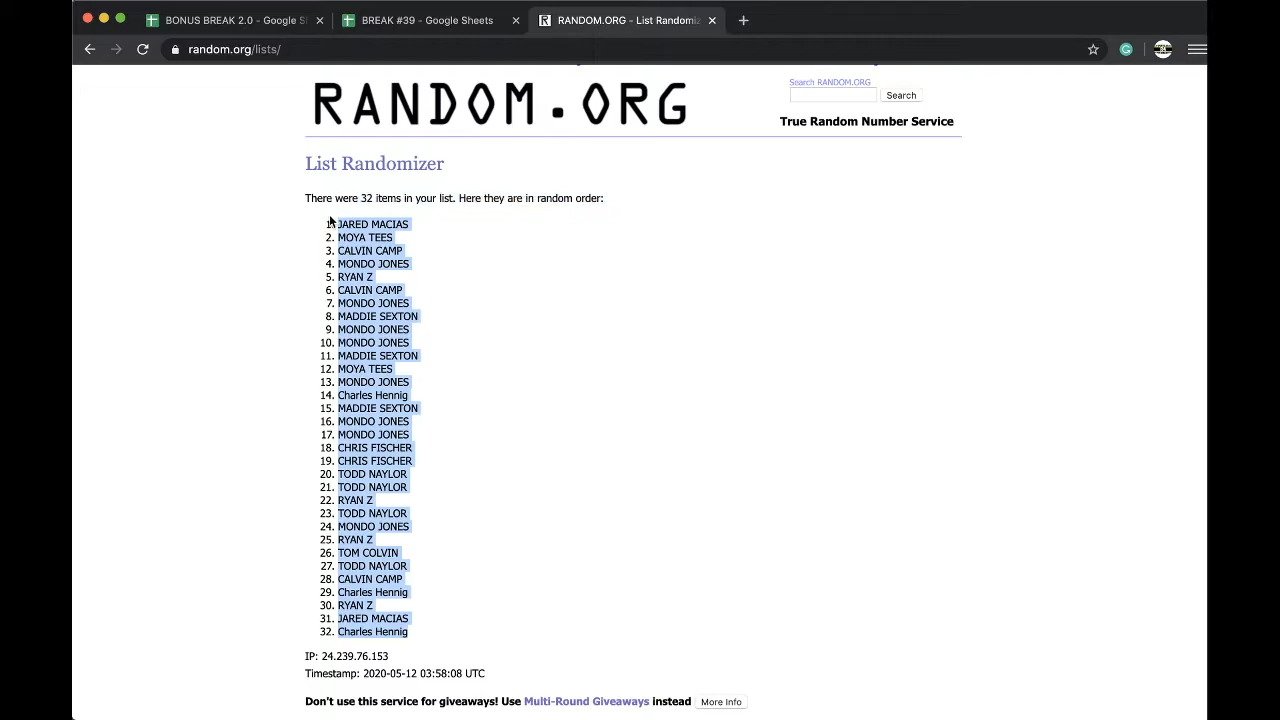 BONUS BREAK 2.0 - Google S
BREAK #39 - Google Sheets
RANDOM.ORG - List Randomiz
random.org/lists/
RANDOM.ORG
Search RANDOM.ORG
Search
True Random Number Service
List Randomizer
There were 32 items in your list. Here they are in random order:
1. JARED MACIAS
2. MOYA TEES
3. CALVIN CAMP
4. MONDO JONES
5. RYAN Z
6. CALVIN CAMP
7. MONDO JONES
8. MADDIE SEXTON
9. MONDO JONES
10. MONDO JONES
11. MADDIE SEXTON
12. MOYA TEES
13. MONDO JONES
14. Charles Hennig
15. MADDIE SEXTON
16. MONDO JONES
17. MONDO JONES
18. CHRIS FISCHER
19. CHRIS FISCHER
20. TODD NAYLOR
21. TODD NAYLOR
22. RYAN Z
23. TODD NAYLOR
24. MONDO JONES
25. RYAN Z
26. TOM COLVIN
27. TODD NAYLOR
28. CALVIN CAMP
29. Charles Hennig
30. RYAN Z
31. JARED MACIAS
32. Charles Hennig
IP: 24.239.76.153
Timestamp: 2020-05-12 03:58:08 UTC
Don't use this service for giveaways! Use Multi-Round Giveaways instead More Info